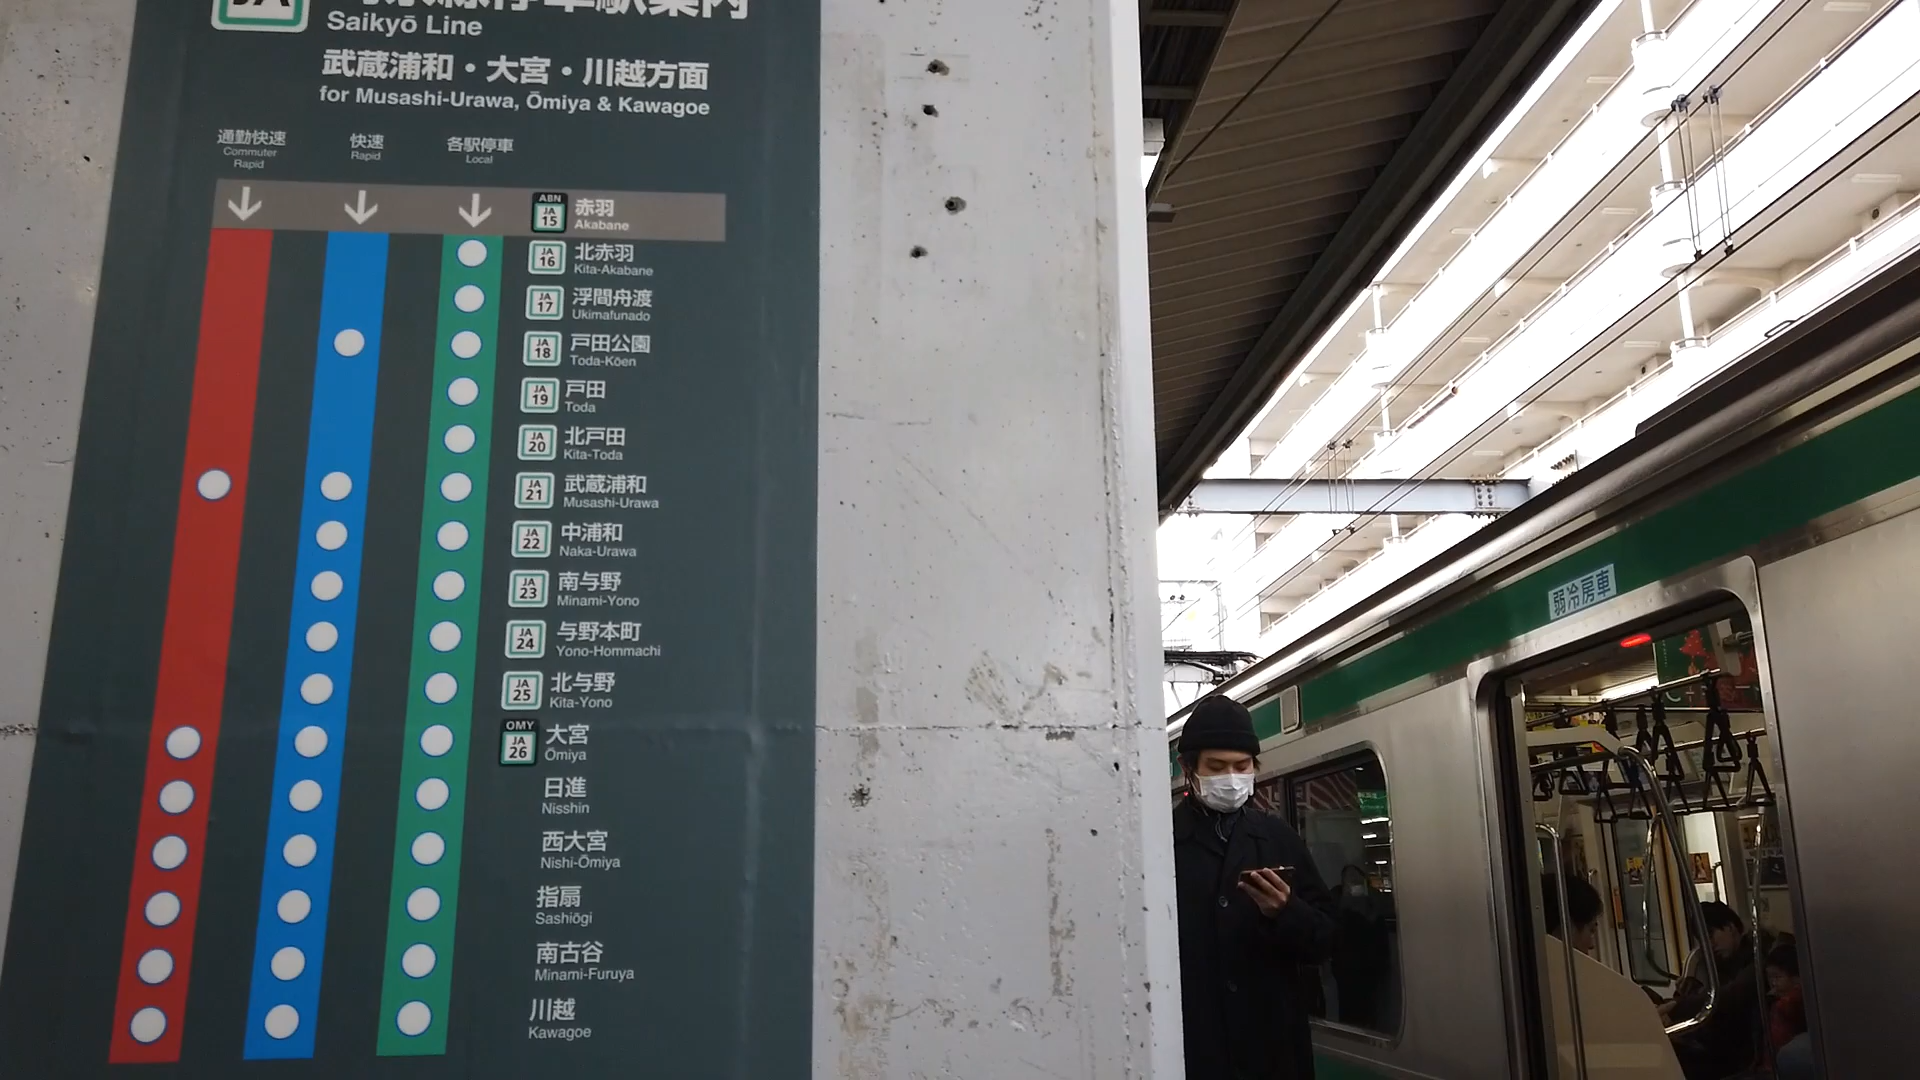 JA
Saikyō Line
武蔵浦和・大宮・川越方面
for Musashi-Urawa, Ōmiya & Kawagoe
通勤快速 快速 各駅停車
Commuter Rapid Rapid Local
ABN JA 15 赤羽
Akabane
JA 16 北赤羽
Kita-Akabane
JA 17 浮間舟渡
Ukimafunado
JA 18 戸田公園
Toda-Kōen
JA 19 戸田
Toda
JA 20 北戸田
Kita-Toda
JA 21 武蔵浦和
Musashi-Urawa
JA 22 中浦和
Naka-Urawa
JA 23 南与野
Minami-Yono
JA 24 与野本町
Yono-Hommachi
JA 25 北与野
Kita-Yono
OMY JA 26 大宮
Ōmiya
日進
Nisshin
西大宮
Nishi-Ōmiya
指扇
Sashiōgi
南古谷
Minami-Furuya
川越
Kawagoe
弱冷房車